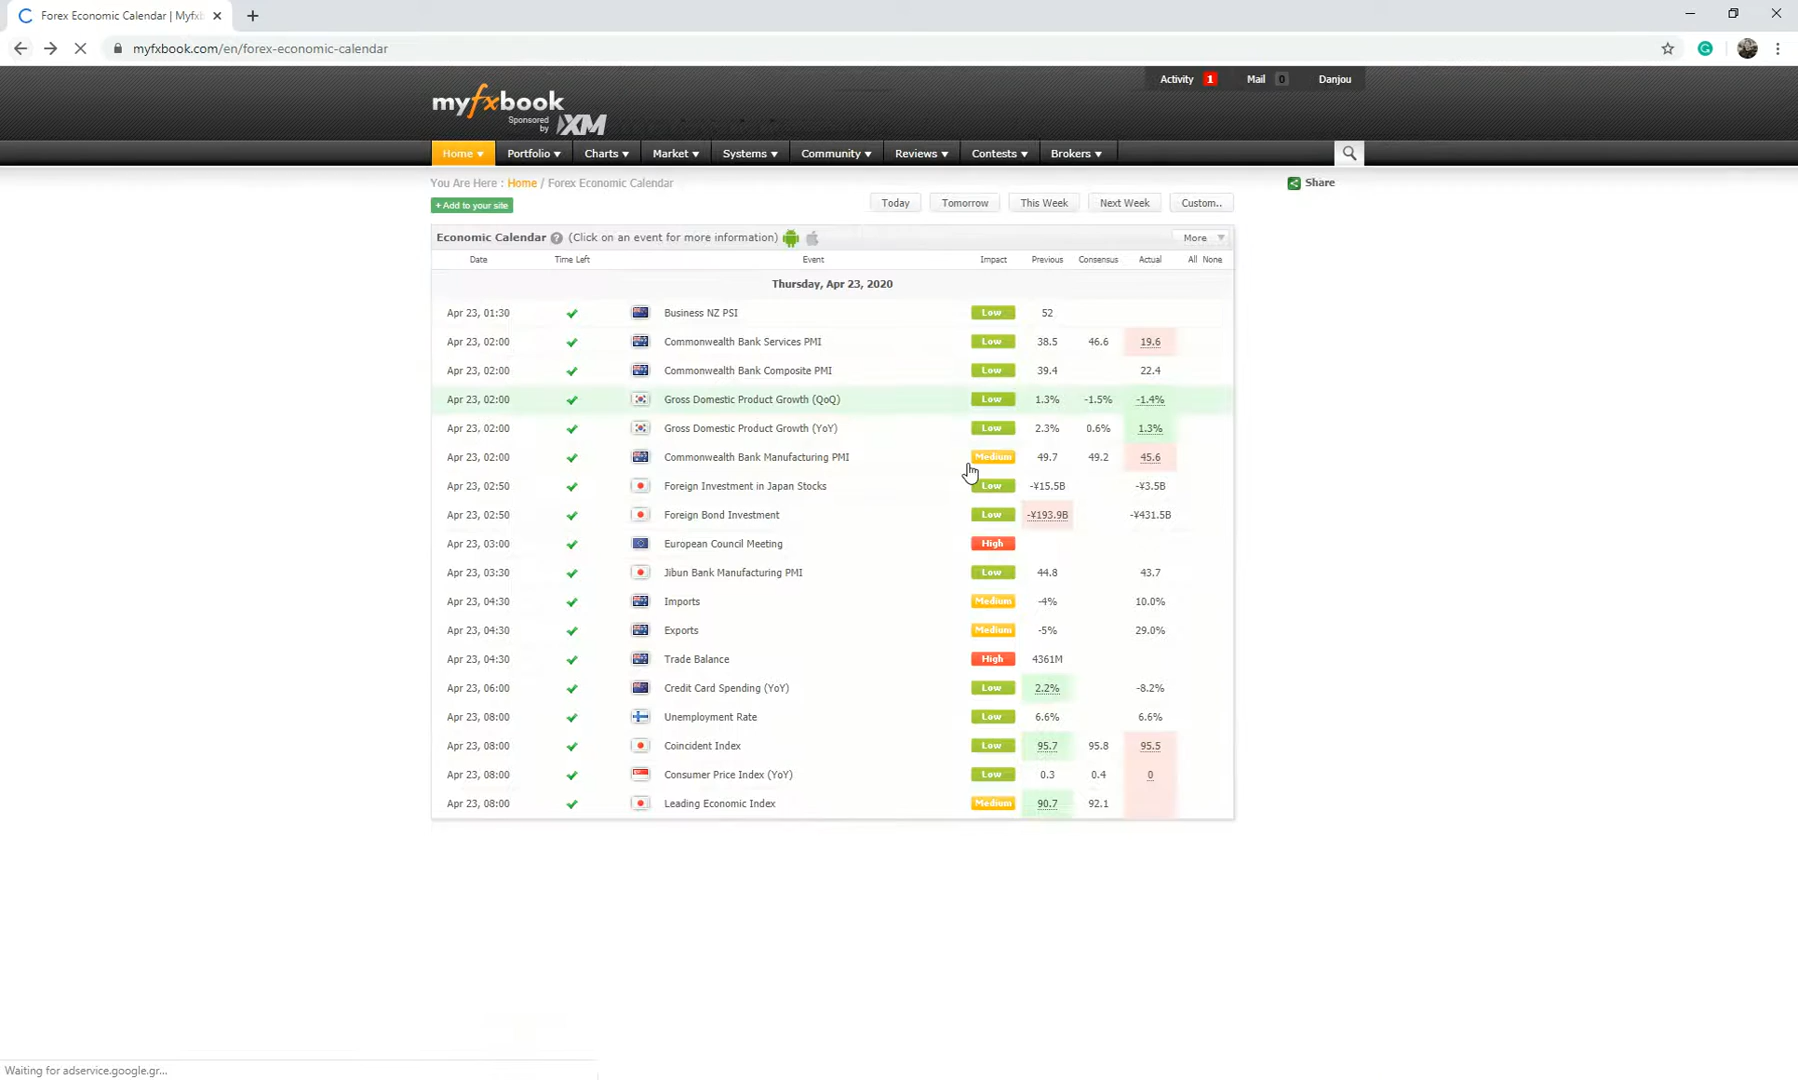 Forex Economic Calendar | Myfxb
myfxbook.com/en/forex-economic-calendar
Activity 1 Mail 0 Danjou
myfxbook
Sponsored by XM
Home Portfolio Charts Market Systems Community Reviews Contests Brokers
You Are Here : Home / Forex Economic Calendar
Share
+ Add to your site
Today Tomorrow This Week Next Week Custom..
Economic Calendar ? (Click on an event for more information) More
Date Time Left Event Impact Previous Consensus Actual All None
Thursday, Apr 23, 2020
Apr 23, 01:30 Business NZ PSI Low 52
Apr 23, 02:00 Commonwealth Bank Services PMI Low 38.5 46.6 19.6
Apr 23, 02:00 Commonwealth Bank Composite PMI Low 39.4 22.4
Apr 23, 02:00 Gross Domestic Product Growth (QoQ) Low 1.3% -1.5% -1.4%
Apr 23, 02:00 Gross Domestic Product Growth (YoY) Low 2.3% 0.6% 1.3%
Apr 23, 02:00 Commonwealth Bank Manufacturing PMI Medium 49.7 49.2 45.6
Apr 23, 02:50 Foreign Investment in Japan Stocks Low -¥15.5B -¥3.5B
Apr 23, 02:50 Foreign Bond Investment Low -¥193.9B -¥431.5B
Apr 23, 03:00 European Council Meeting High
Apr 23, 03:30 Jibun Bank Manufacturing PMI Low 44.8 43.7
Apr 23, 04:30 Imports Medium -4% 10.0%
Apr 23, 04:30 Exports Medium -5% 29.0%
Apr 23, 04:30 Trade Balance High 4361M
Apr 23, 06:00 Credit Card Spending (YoY) Low 2.2% -8.2%
Apr 23, 08:00 Unemployment Rate Low 6.6% 6.6%
Apr 23, 08:00 Coincident Index Low 95.7 95.8 95.5
Apr 23, 08:00 Consumer Price Index (YoY) Low 0.3 0.4 0
Apr 23, 08:00 Leading Economic Index Medium 90.7 92.1
Waiting for adservice.google.gr...